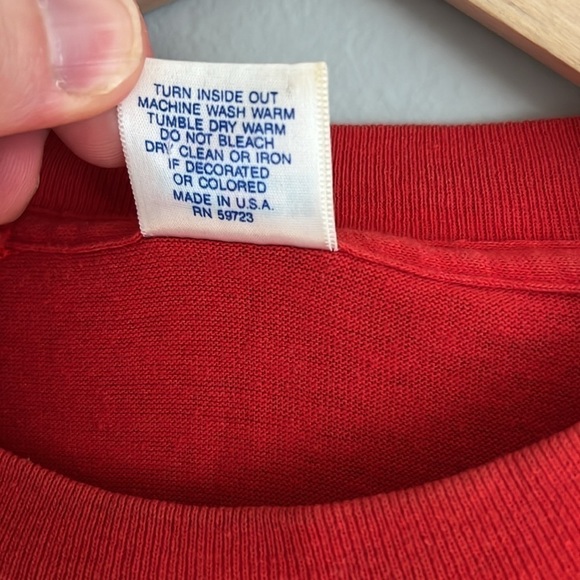 TURN INSIDE OUT
MACHINE WASH WARM
TUMBLE DRY WARM
DO NOT BLEACH
DRY CLEAN OR IRON
IF DECORATED
OR COLORED
MADE IN U.S.A.
RN 59723